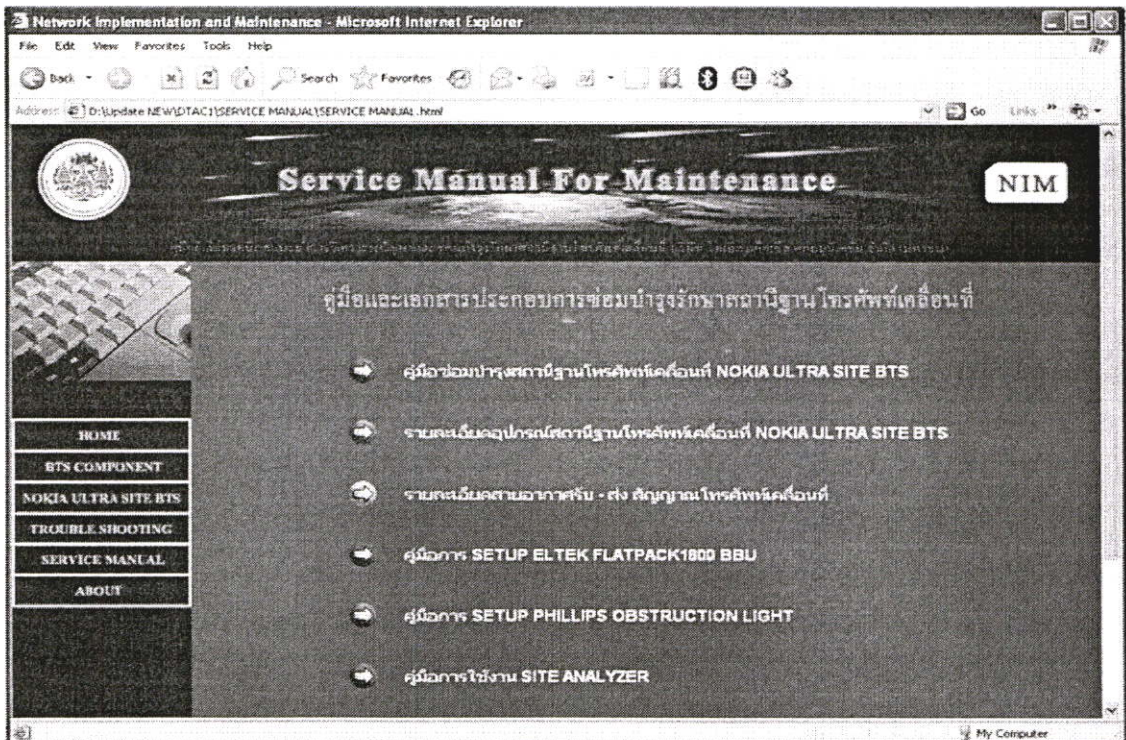 Network Implementation and Maintenance - Microsoft Internet Explorer
File Edit View Favorites Tools Help
Back Search Favorites
Address D:\Update NEW\DTAC1\SERVICE MANUAL\SERVICE MANUAL.html Go Links »
Service Manual For Maintenance
NIM
คู่มือและเอกสารประกอบการซ่อมบำรุงรักษาสถานีฐานโทรศัพท์เคลื่อนที่
คู่มือซ่อมบำรุงสถานีฐานโทรศัพท์เคลื่อนที่ NOKIA ULTRA SITE BTS
รายละเอียดอุปกรณ์สถานีฐานโทรศัพท์เคลื่อนที่ NOKIA ULTRA SITE BTS
รายละเอียดสายอากาศรับ - ส่ง สัญญาณโทรศัพท์เคลื่อนที่
คู่มือการ SETUP ELTEK FLATPACK1800 BBU
คู่มือการ SETUP PHILLIPS OBSTRUCTION LIGHT
คู่มือการใช้งาน SITE ANALYZER
HOME
BTS COMPONENT
NOKIA ULTRA SITE BTS
TROUBLE SHOOTING
SERVICE MANUAL
ABOUT
My Computer